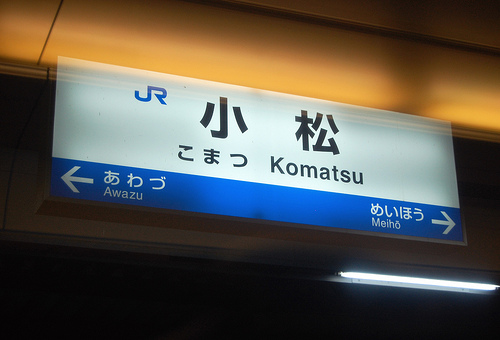 JR
小松
こまつ Komatsu
← あわづ
Awazu
めいほう →
Meihō